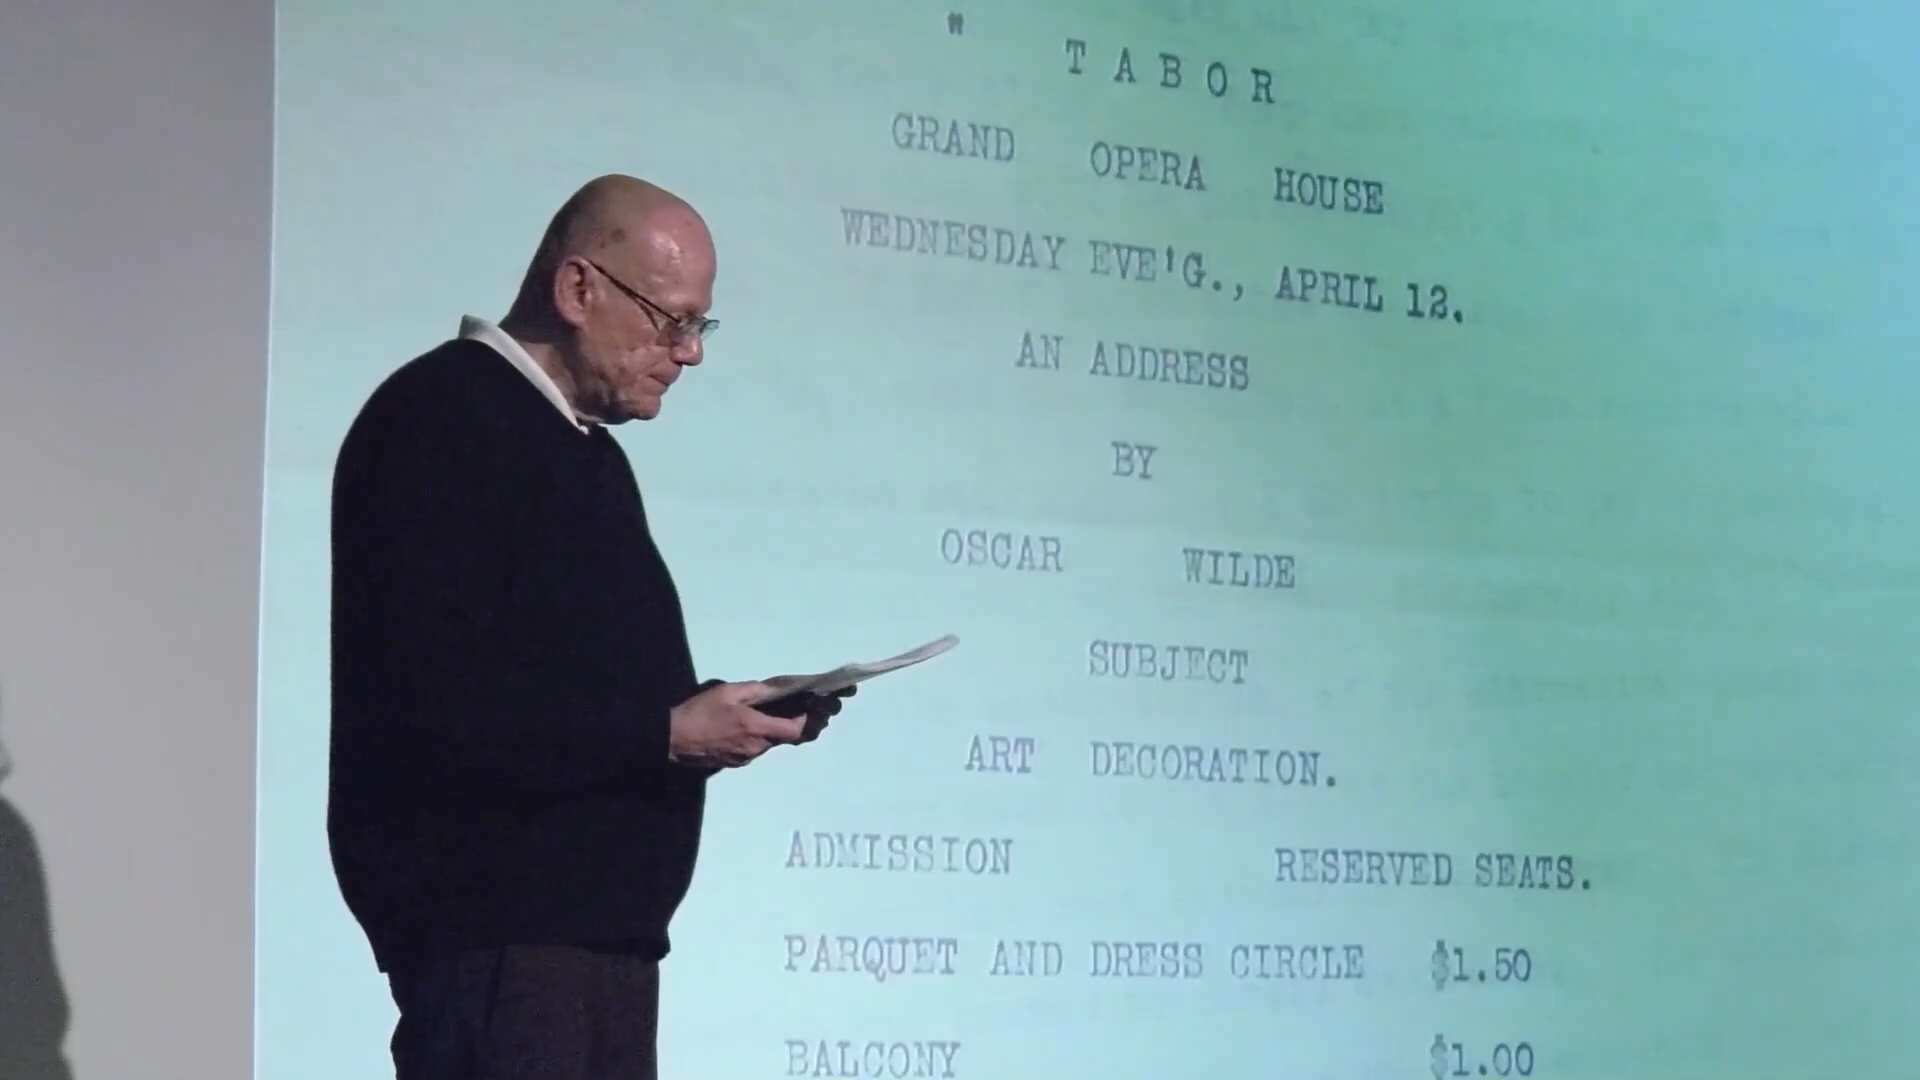 " TABOR
GRAND OPERA HOUSE
WEDNESDAY EVE'G., APRIL 12.
AN ADDRESS
BY
OSCAR WILDE
SUBJECT
ART DECORATION.
ADMISSION RESERVED SEATS.
PARQUET AND DRESS CIRCLE $1.50
BALCONY $1.00